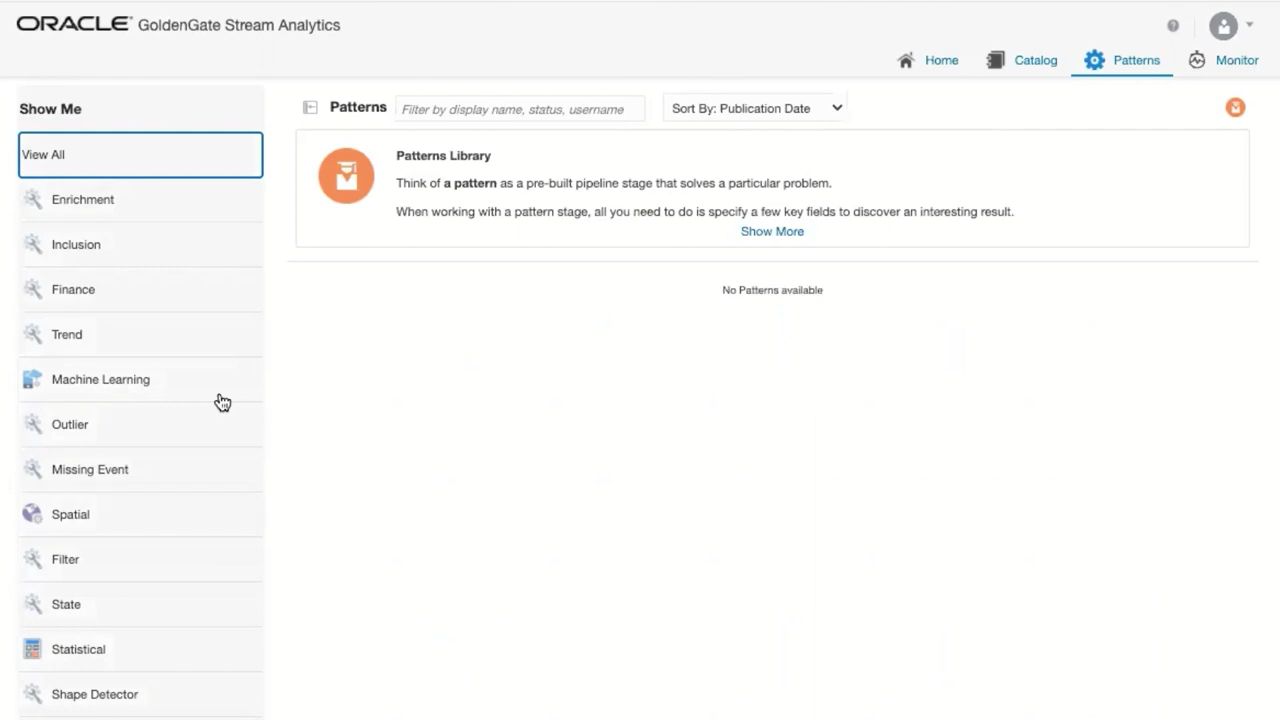 ORACLE GoldenGate Stream Analytics
Home Catalog Patterns Monitor
Show Me
View All
Enrichment
Inclusion
Finance
Trend
Machine Learning
Outlier
Missing Event
Spatial
Filter
State
Statistical
Shape Detector
Patterns Filter by display name, status, username Sort By: Publication Date
Patterns Library
Think of a pattern as a pre-built pipeline stage that solves a particular problem.
When working with a pattern stage, all you need to do is specify a few key fields to discover an interesting result.
Show More
No Patterns available